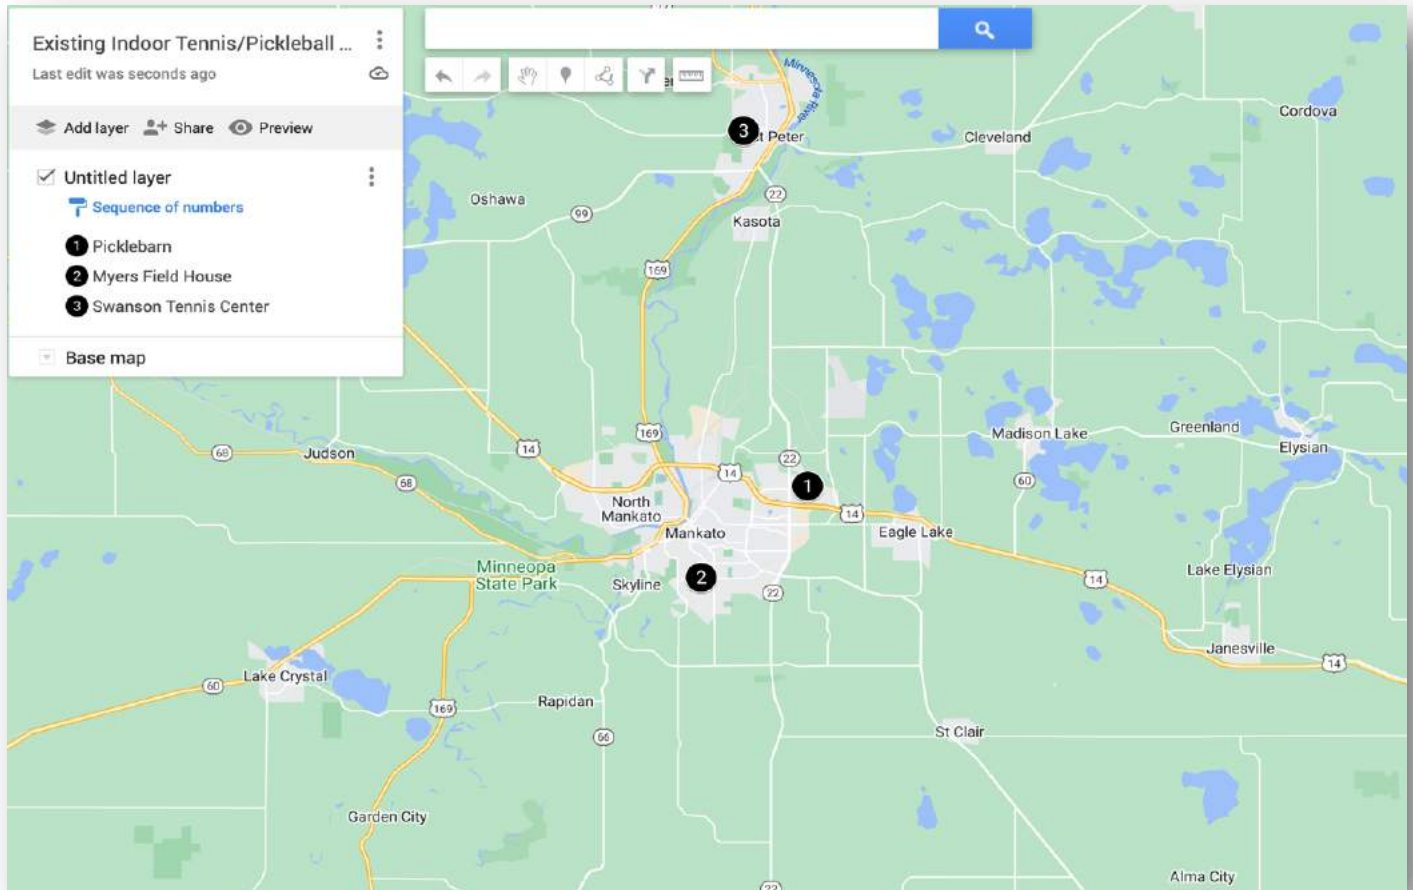 Existing Indoor Tennis/Pickleball ...
Last edit was seconds ago
Add layer Share Preview
Untitled layer
Sequence of numbers
1 Picklebarn
2 Myers Field House
3 Swanson Tennis Center
Base map
Minnesota River
Cordova
3
t Peter
Cleveland
Oshawa
22
99
Kasota
169
169
Madison Lake
Greenland
Elysian
14
68
Judson
22
14
68
60
1
North
Mankato
14
Mankato
Eagle Lake
Minneopa
State Park
Skyline
2
22
14
Lake Elysian
Janesville
14
Lake Crystal
60
169
Rapidan
66
St Clair
Garden City
Alma City
22